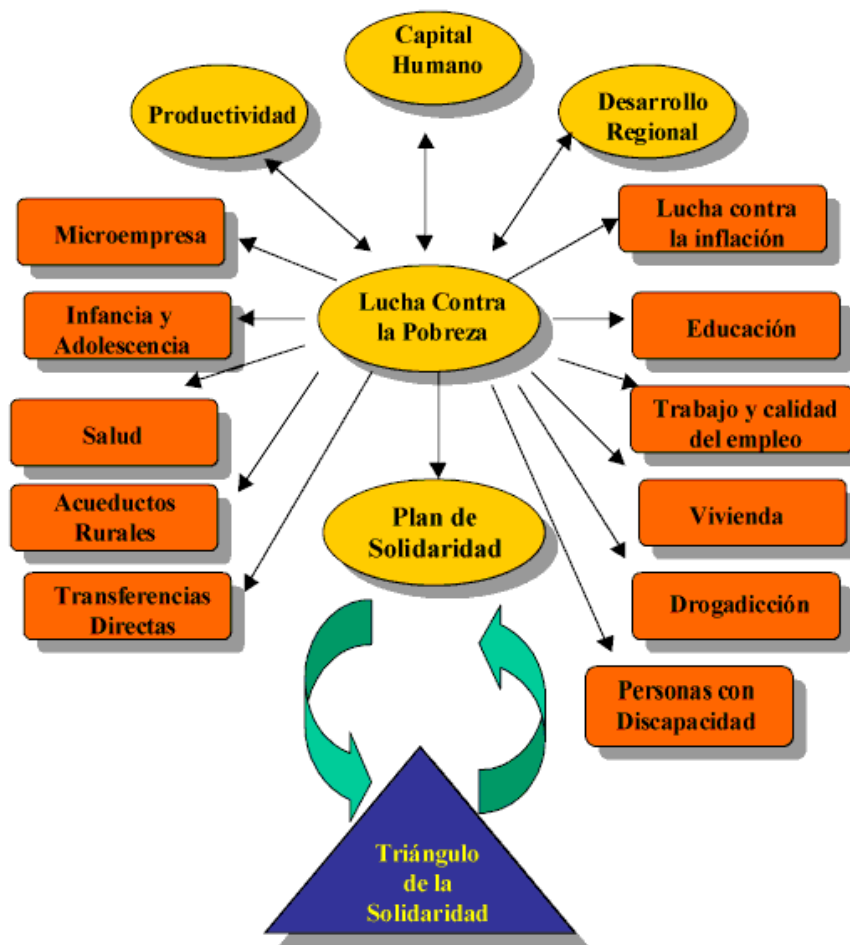 Capital
Humano
Productividad
Desarrollo
Regional
Microempresa
Lucha contra
la inflación
Lucha Contra
la Pobreza
Infancia y
Adolescencia
Educación
Salud
Trabajo y calidad
del empleo
Acueductos
Rurales
Plan de
Solidaridad
Vivienda
Transferencias
Directas
Drogadicción
Personas con
Discapacidad
Triángulo
de la
Solidaridad